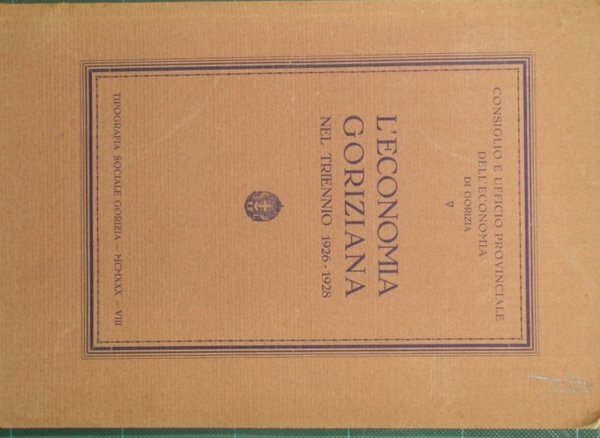 CONSIGLIO E UFFICIO PROVINCIALE
DELL'ECONOMIA
DI GORIZIA
L'ECONOMIA
GORIZIANA
NEL TRIENNIO 1926-1928
TIPOGRAFIA SOCIALE GORIZIA — MCMXXX — VIII